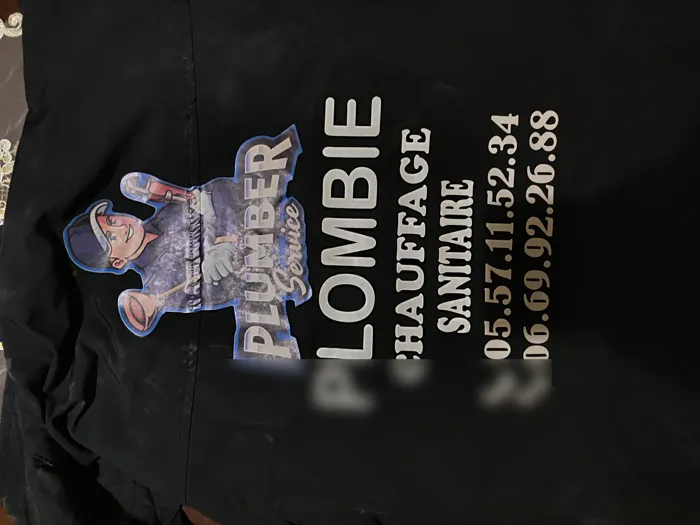 PLUMBER
Service
PLOMBIE
CHAUFFAGE
SANITAIRE
05.57.11.52.34
06.69.92.26.88